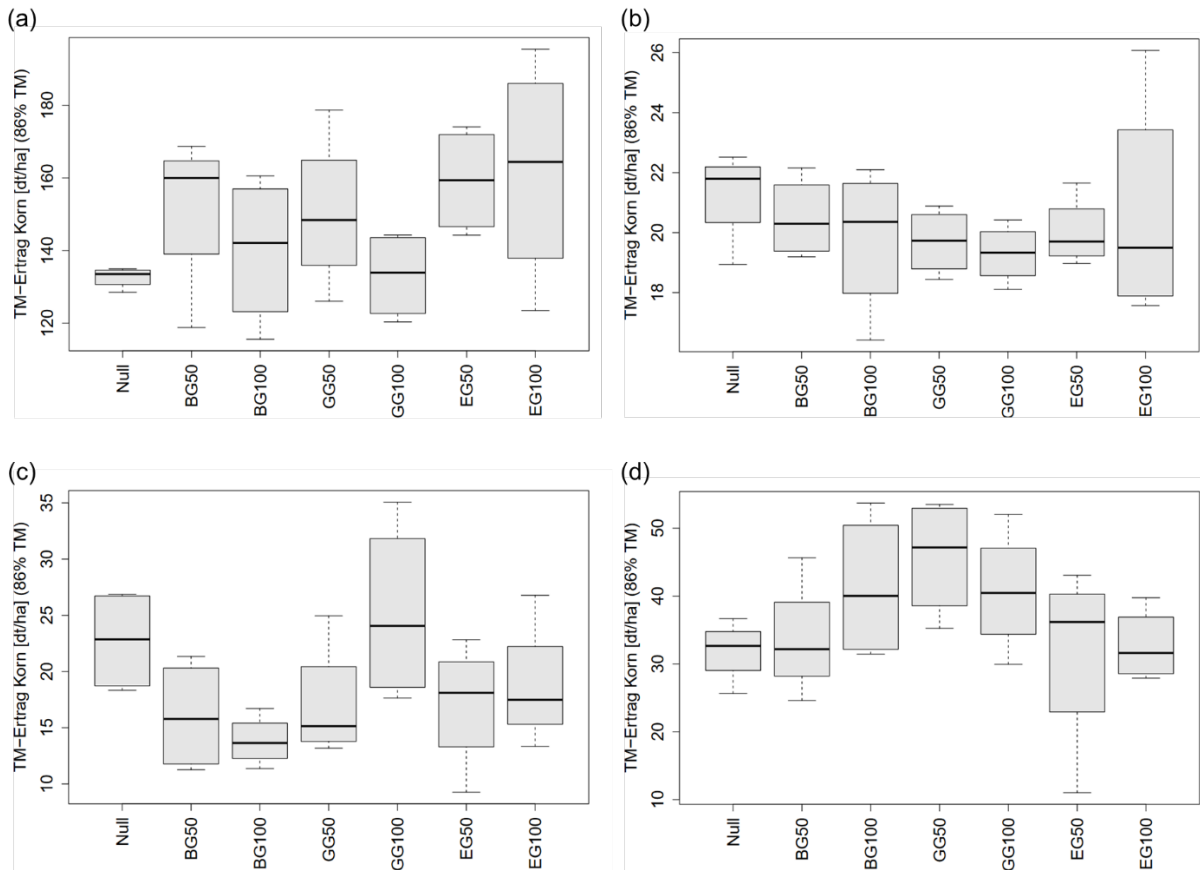 (a)
TM−Ertrag Korn [dt/ha] (86% TM)
180
160
140
120
Null
BG50
BG100
GG50
GG100
EG50
EG100
(b)
TM−Ertrag Korn [dt/ha] (86% TM)
26
24
22
20
18
Null
BG50
BG100
GG50
GG100
EG50
EG100
(c)
TM−Ertrag Korn [dt/ha] (86% TM)
35
30
25
20
15
10
Null
BG50
BG100
GG50
GG100
EG50
EG100
(d)
TM−Ertrag Korn [dt/ha] (86% TM)
50
40
30
20
10
Null
BG50
BG100
GG50
GG100
EG50
EG100